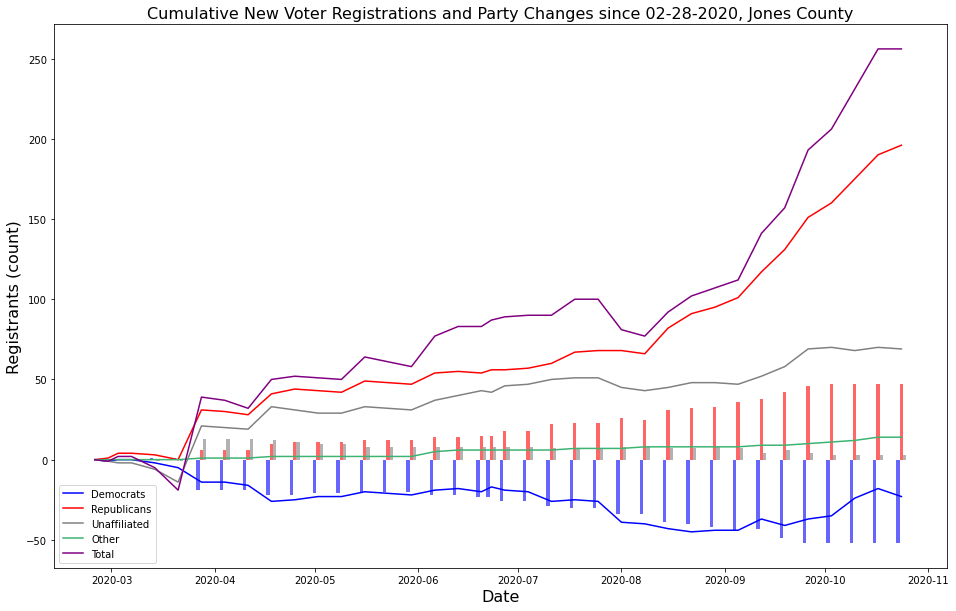 Cumulative New Voter Registrations and Party Changes since 02-28-2020, Jones County
Registrants (count)
250
200
150
100
50
0
−50
Democrats
Republicans
Unaffiliated
Other
Total
2020-03
2020-04
2020-05
2020-06
2020-07
2020-08
2020-09
2020-10
2020-11
Date